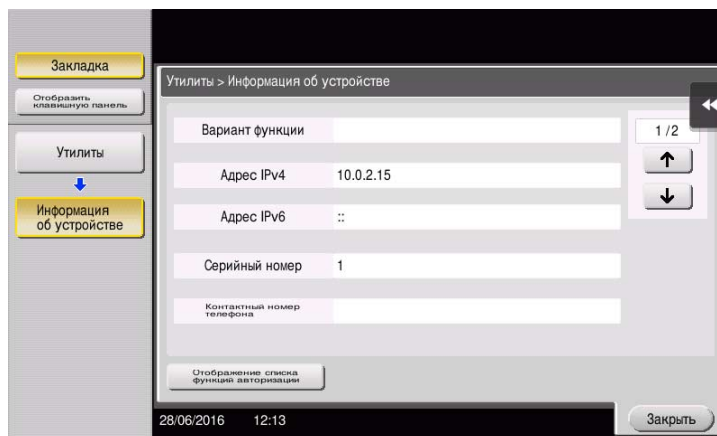 Закладка
Отобразить
клавишную панель
Утилиты
Информация
об устройстве
Утилиты > Информация об устройстве
Вариант функции
1 /2
Адрес IPv4 10.0.2.15
Адрес IPv6 ::
Серийный номер 1
Контактный номер
телефона
Отображение списка
функций авторизации
28/06/2016 12:13
Закрыть